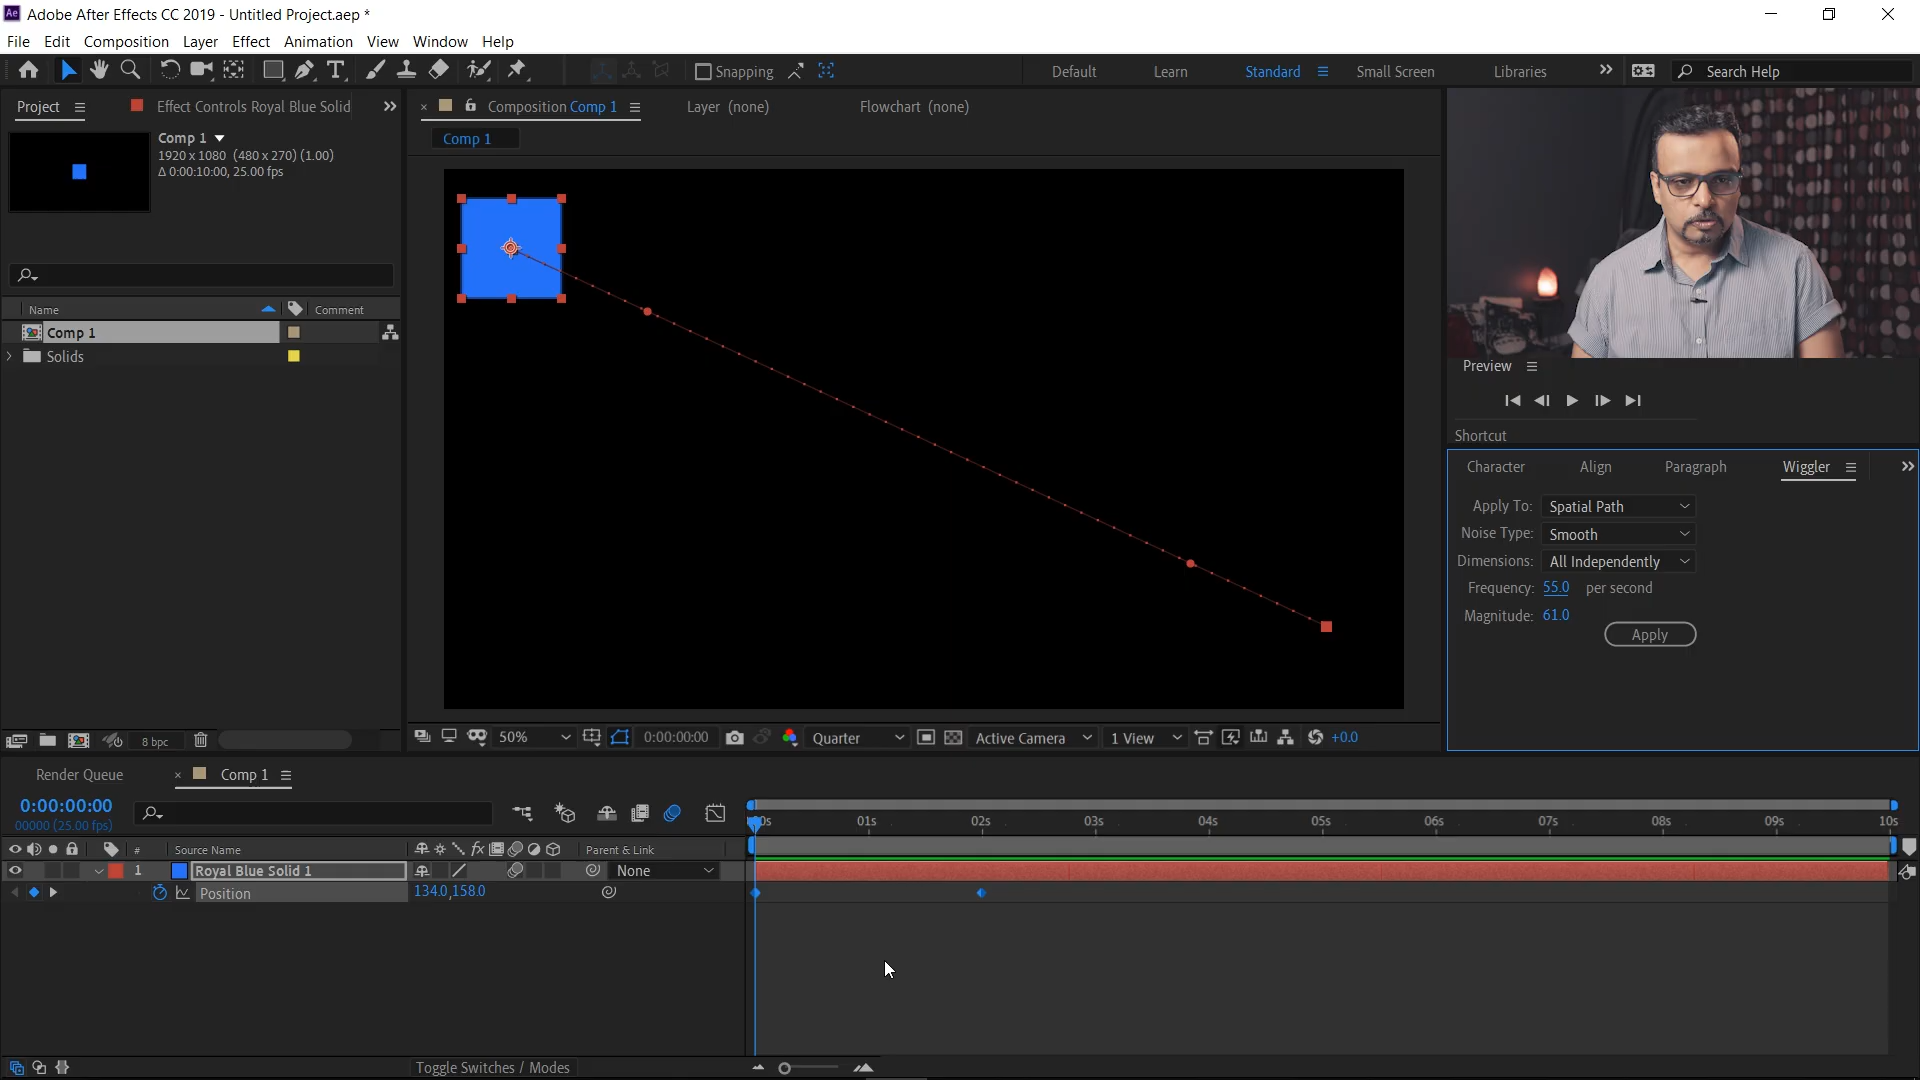 Ae Adobe After Effects CC 2019 - Untitled Project.aep *
File Edit Composition Layer Effect Animation View Window Help
Snapping Default Learn Standard Small Screen Libraries Search Help
Project Effect Controls Royal Blue Solid Composition Comp 1 Layer (none) Flowchart (none)
Comp 1
1920 x 1080 (480 x 270) (1.00)
Δ 0:00:10:00, 25.00 fps
Comp 1
Name Comment
Comp 1
Solids
8 bpc
50% 0:00:00:00 Quarter Active Camera 1 View +0.0
Preview
Shortcut
Character Align Paragraph Wiggler
Apply To: Spatial Path
Noise Type: Smooth
Dimensions: All Independently
Frequency: 55.0 per second
Magnitude: 61.0
Apply
Render Queue Comp 1
0:00:00:00
00000 (25.00 fps)
01s 02s 03s 04s 05s 06s 07s 08s 09s 10s
# Source Name fx Parent & Link
1 Royal Blue Solid 1 None
Position 134.0,158.0
Toggle Switches / Modes